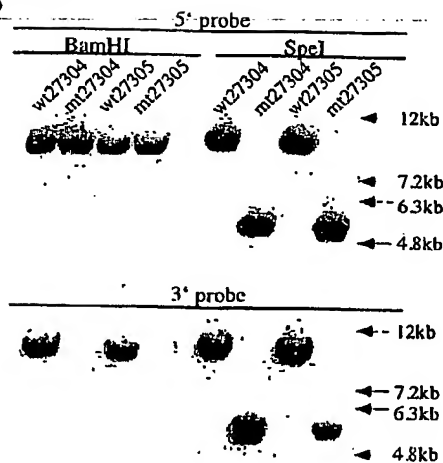 5' probe
BamHI SpeI
wt27304 mt27304 wt27305 mt27305 wt27304 mt27304 wt27305 mt27305
12kb
7.2kb
6.3kb
4.8kb
3' probe
12kb
7.2kb
6.3kb
4.8kb